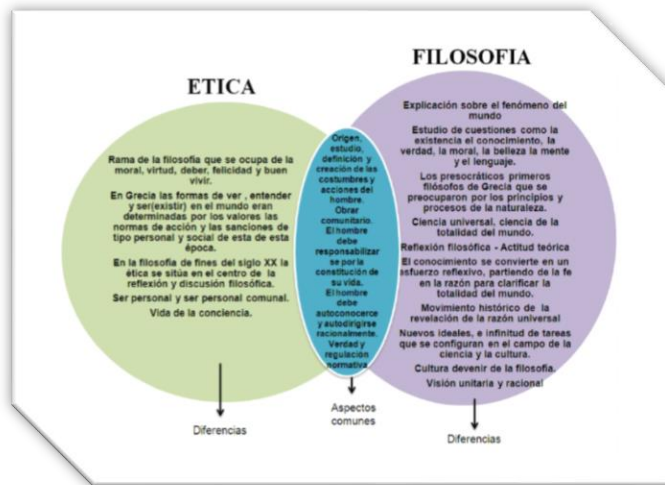 ETICA
Rama de la filosofía que se ocupa de la
moral, virtud, deber, felicidad y buen
vivir.
En Grecia las formas de ver , entender
y ser(existir) en el mundo eran
determinadas por los valores las
normas de acción y las sanciones de
tipo personal y social de esta de esta
época.
En la filosofía de fines del siglo XX la
ética se sitúa en el centro de la
reflexión y discusión filosófica.
Ser personal y ser personal comunal.
Vida de la conciencia.
Diferencias
Origen,
estudio,
definición y
creación de las
costumbres y
acciones del
hombre.
Obrar
comunitario.
El hombre
debe
responsabilizar
se por la
constitución de
su vida.
El hombre
debe
autoconocerce
y autodirigirse
racionalmente.
Verdad y
regulación
normativa
Aspectos
comunes
FILOSOFIA
Explicación sobre el fenómeno del
mundo
Estudio de cuestiones como la
existencia el conocimiento, la
verdad, la moral, la belleza la mente
y el lenguaje.
Los presocráticos primeros
filósofos de Grecia que se
preocuparon por los principios y
procesos de la naturaleza.
Ciencia universal, ciencia de la
totalidad del mundo.
Reflexión filosófica - Actitud teórica
El conocimiento se convierte en un
esfuerzo reflexivo, partiendo de la fe
en la razón para clarificar la
totalidad del mundo.
Movimiento histórico de la
revelación de la razón universal
Nuevos ideales, e infinitud de tareas
que se configuran en el campo de la
ciencia y la cultura.
Cultura devenir de la filosofía.
Visión unitaria y racional
Diferencias